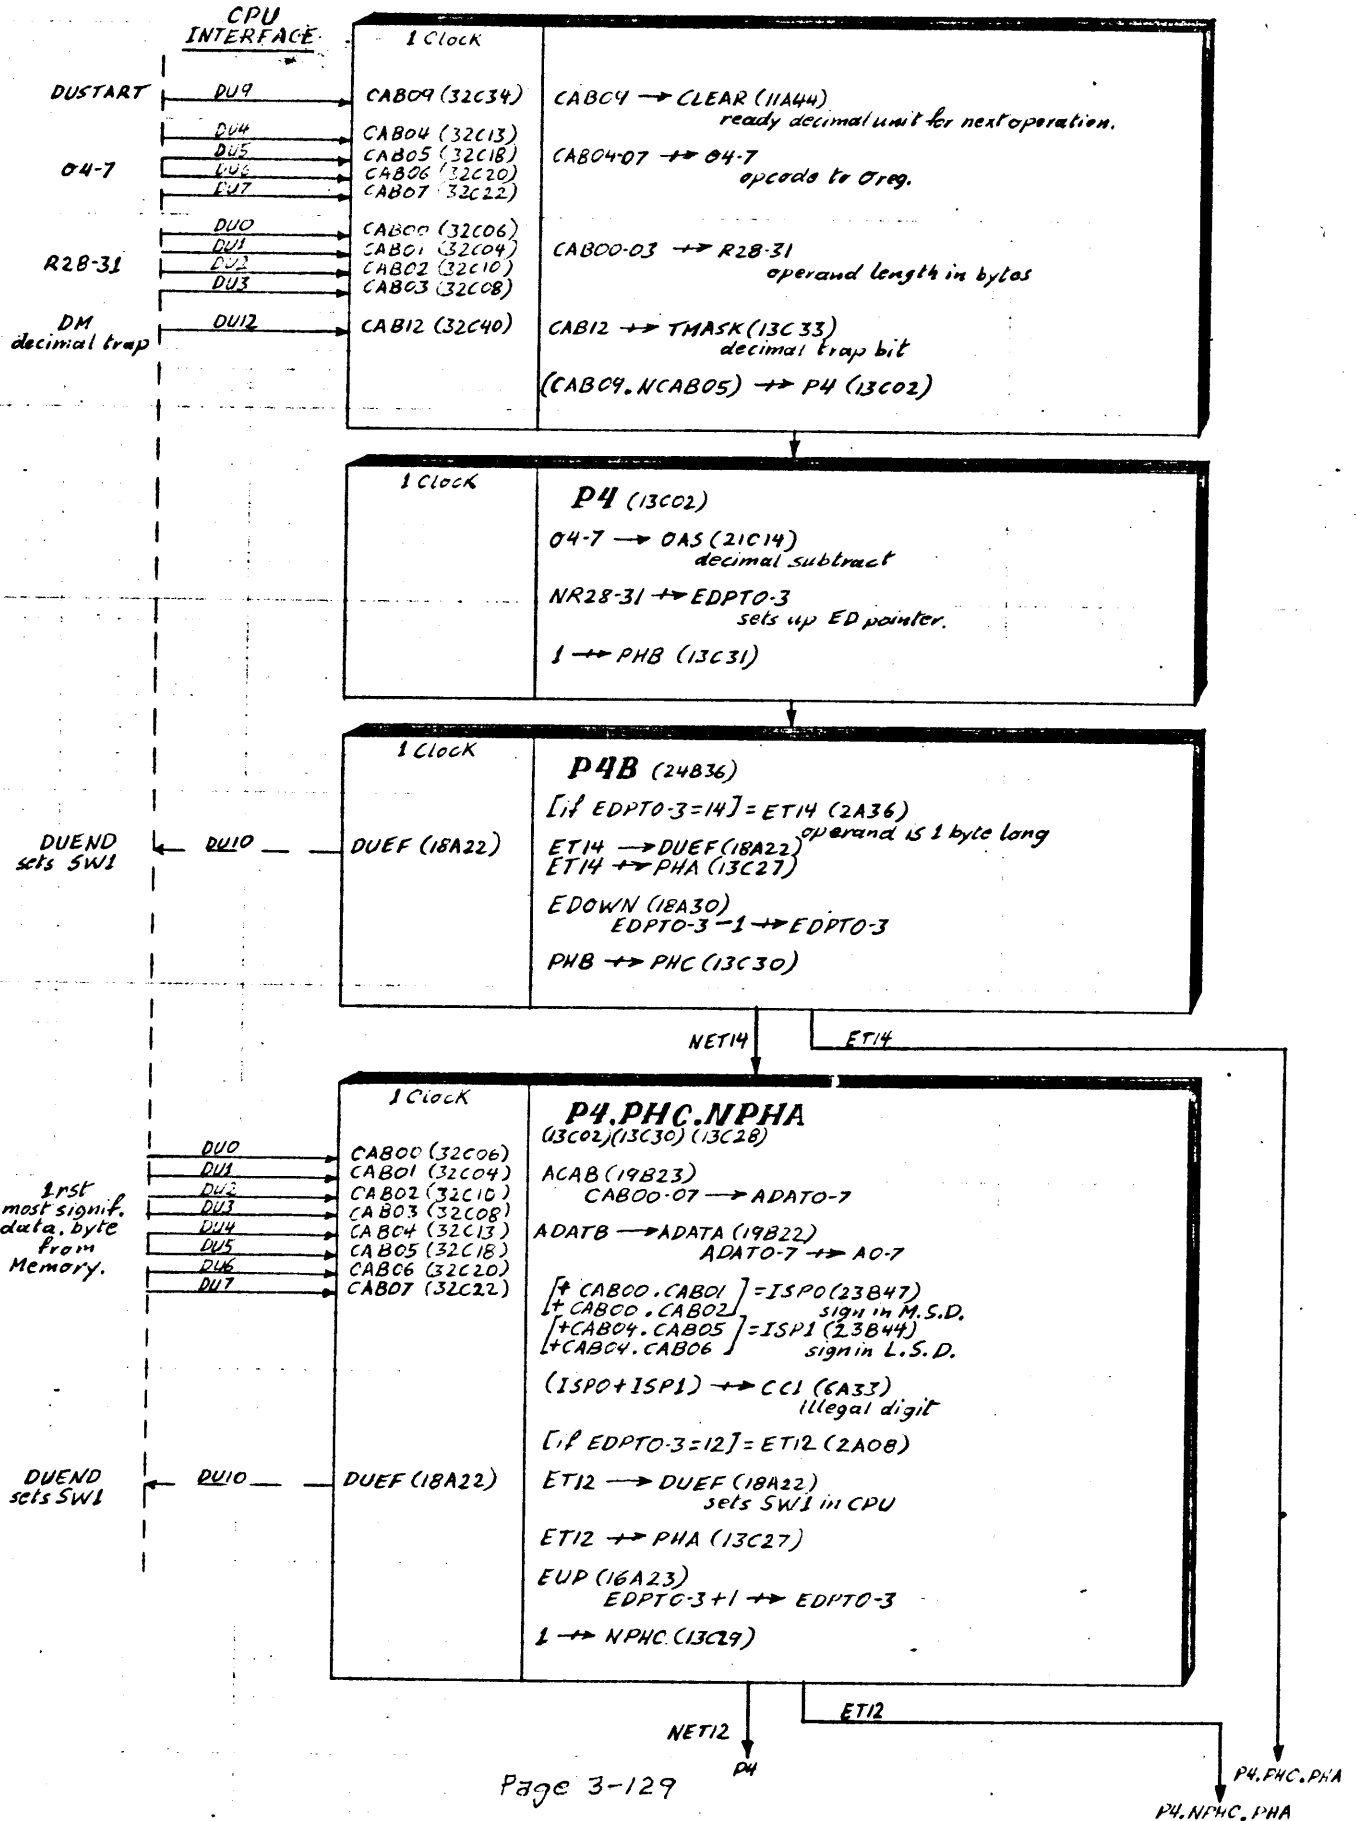 CPU
INTERFACE
1 Clock
DUSTART
DU9
CAB09 (32C34)
CAB09 → CLEAR (11A44)
ready decimal unit for next operation.
O4-7
DU4
DU5
DU6
DU7
CAB04 (32C13)
CAB05 (32C18)
CAB06 (32C20)
CAB07 (32C22)
CAB04-07 ↛ O4-7
opcode to Oreg.
R28-31
DU0
DU1
DU2
DU3
CAB00 (32C06)
CAB01 (32C04)
CAB02 (32C10)
CAB03 (32C08)
CAB00-03 ↛ R28-31
operand length in bytes
DM
decimal trap
DU12
CAB12 (32C40)
CAB12 ↛ TMASK (13C33)
decimal trap bit
(CAB09.NCAB05) ↛ P4 (13C02)
1 Clock
P4 (13C02)
O4-7 → OAS (21C14)
decimal subtract
NR28-31 ↛ EDPT0-3
sets up ED pointer.
1 ↛ PHB (13C31)
1 Clock
P4B (24B36)
[if EDPT0-3=14] = ET14 (2A36)
operand is 1 byte long
DUEND
sets SW1
DU10
DUEF (18A22)
ET14 → DUEF (18A22)
ET14 ↛ PHA (13C27)
EDOWN (18A30)
EDPT0-3 -1 ↛ EDPT0-3
PHB ↛ PHC (13C30)
NET14
ET14
1 Clock
P4.PHC.NPHA
(13C02)(13C30)(13C28)
1rst
most signif.
data. byte
from
Memory.
DU0
DU1
DU2
DU3
DU4
DU5
DU6
DU7
CAB00 (32C06)
CAB01 (32C04)
CAB02 (32C10)
CAB03 (32C08)
CAB04 (32C13)
CAB05 (32C18)
CAB06 (32C20)
CAB07 (32C22)
ACAB (19B23)
CAB00-07 → ADAT0-7
ADATB → ADATA (19B22)
ADAT0-7 ↛ A0-7
[+ CAB00.CAB01
+ CAB00.CAB02] = ISP0 (23B47)
sign in M.S.D.
[+CAB04.CAB05
+CAB04.CAB06] = ISP1 (23B44)
sign in L.S.D.
(ISP0+ISP1) ↛ CC1 (6A33)
illegal digit
[if EDPT0-3=12] = ET12 (2A08)
DUEND
sets SW1
DU10
DUEF (18A22)
ET12 → DUEF (18A22)
sets SW1 in CPU
ET12 ↛ PHA (13C27)
EUP (16A23)
EDPT0-3+1 ↛ EDPT0-3
1 ↛ NPHC (13C29)
NET12
ET12
P4
P4.PHC.PHA
P4.NPHC.PHA
Page 3-129